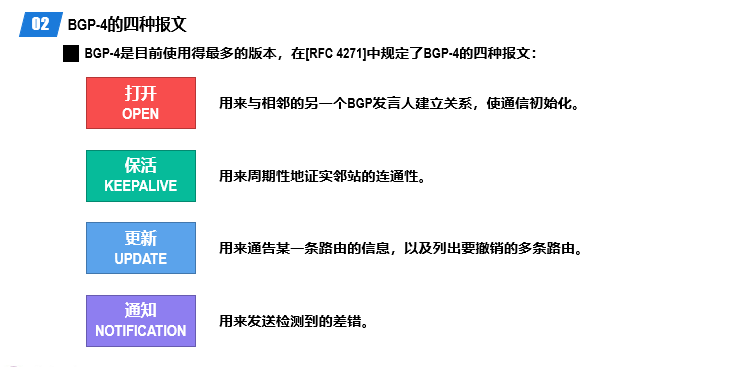 02 BGP-4的四种报文
BGP-4是目前使用得最多的版本，在[RFC 4271]中规定了BGP-4的四种报文：
打开
OPEN
用来与相邻的另一个BGP发言人建立关系，使通信初始化。
保活
KEEPALIVE
用来周期性地证实邻站的连通性。
更新
UPDATE
用来通告某一条路由的信息，以及列出要撤销的多条路由。
通知
NOTIFICATION
用来发送检测到的差错。